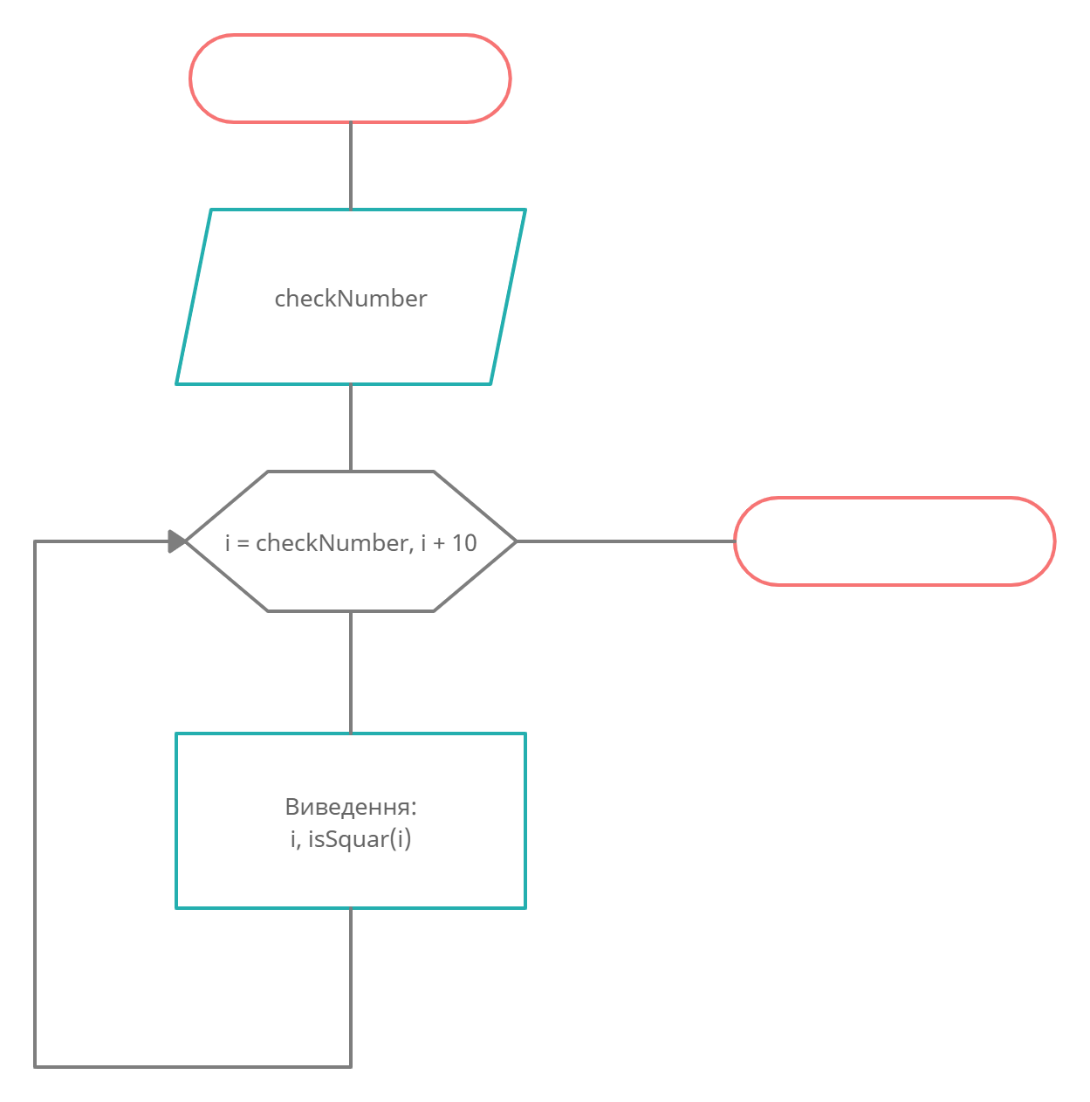 checkNumber
i = checkNumber, i + 10
Виведення:
i, isSquar(i)